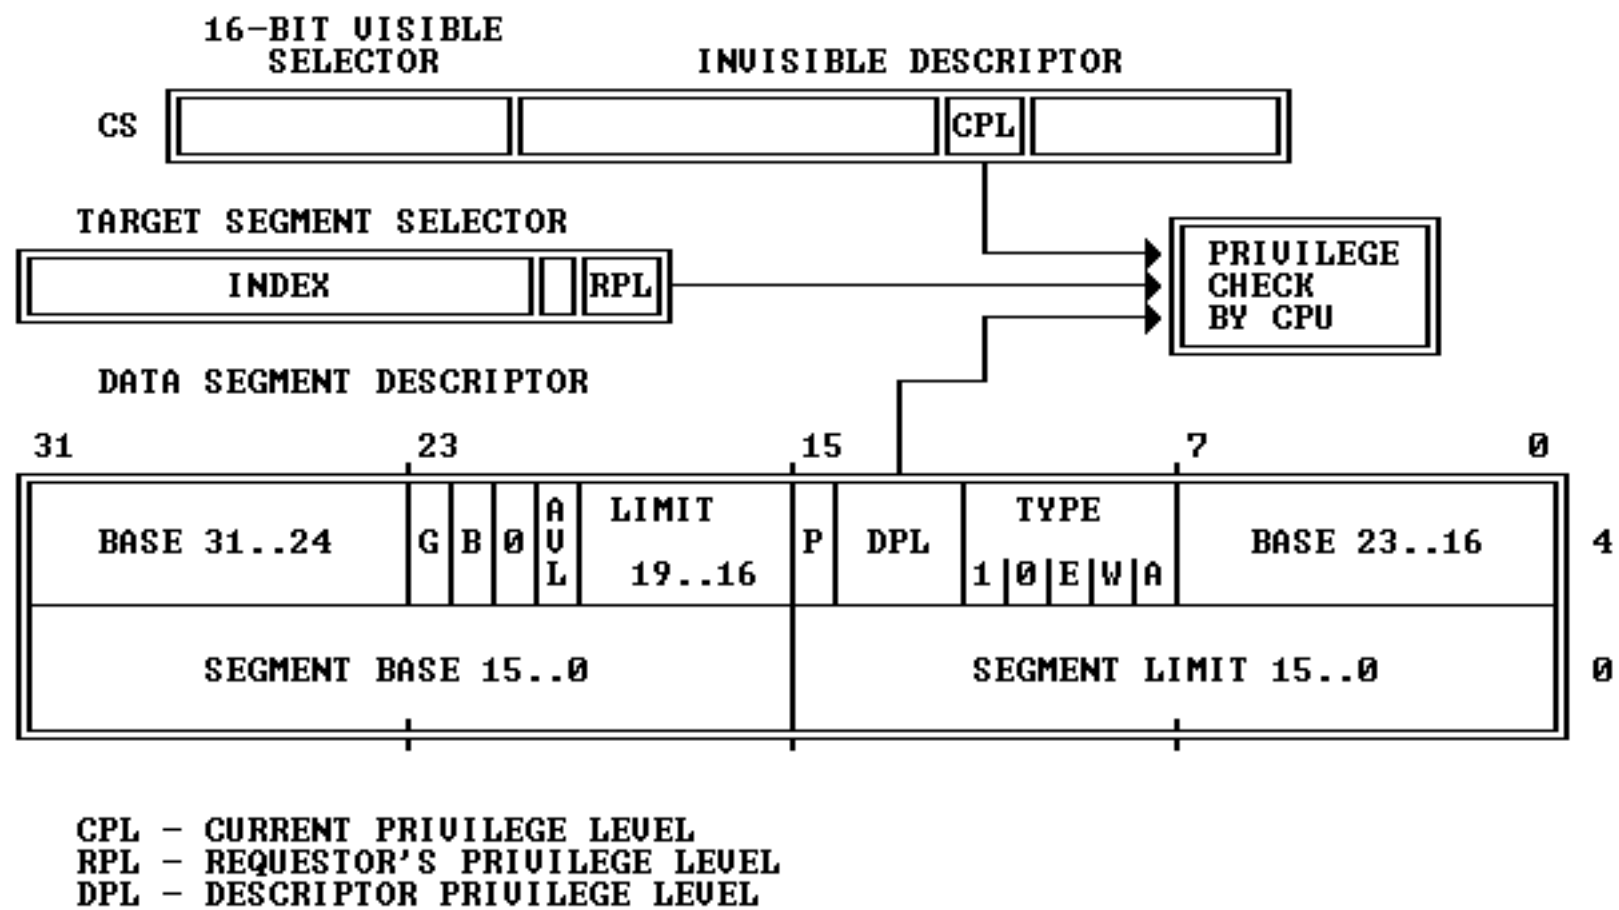 16-BIT VISIBLE
SELECTOR
INVISIBLE DESCRIPTOR
CS
CPL
TARGET SEGMENT SELECTOR
INDEX
RPL
PRIVILEGE
CHECK
BY CPU
DATA SEGMENT DESCRIPTOR
31 23 15 7 0
BASE 31..24
G
B
0
AVL
LIMIT
19..16
P
DPL
TYPE
1 0 E W A
BASE 23..16
4
SEGMENT BASE 15..0
SEGMENT LIMIT 15..0
0
CPL - CURRENT PRIVILEGE LEVEL
RPL - REQUESTOR'S PRIVILEGE LEVEL
DPL - DESCRIPTOR PRIVILEGE LEVEL